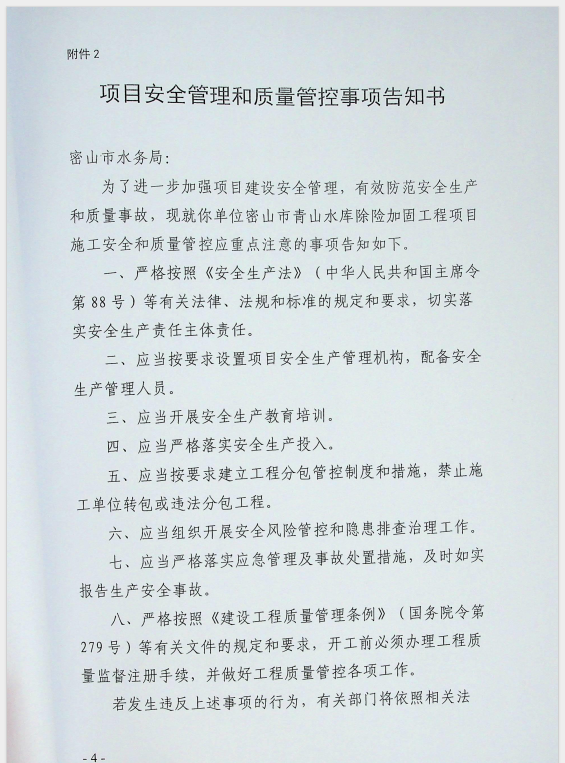 附件2
项目安全管理和质量管控事项告知书
密山市水务局：
为了进一步加强项目建设安全管理，有效防范安全生产
和质量事故，现就你单位密山市青山水库除险加固工程项目
施工安全和质量管控应重点注意的事项告知如下。
一、严格按照《安全生产法》（中华人民共和国主席令
第88号）等有关法律、法规和标准的规定和要求，切实落
实安全生产责任主体责任。
二、应当按要求设置项目安全生产管理机构，配备安全
生产管理人员。
三、应当开展安全生产教育培训。
四、应当严格落实安全生产投入。
五、应当按要求建立工程分包管控制度和措施，禁止施
工单位转包或违法分包工程。
六、应当组织开展安全风险管控和隐患排查治理工作。
七、应当严格落实应急管理及事故处置措施，及时如实
报告生产安全事故。
八、严格按照《建设工程质量管理条例》（国务院令第
279号）等有关文件的规定和要求，开工前必须办理工程质
量监督注册手续，并做好工程质量管控各项工作。
若发生违反上述事项的行为，有关部门将依照相关法
-4-